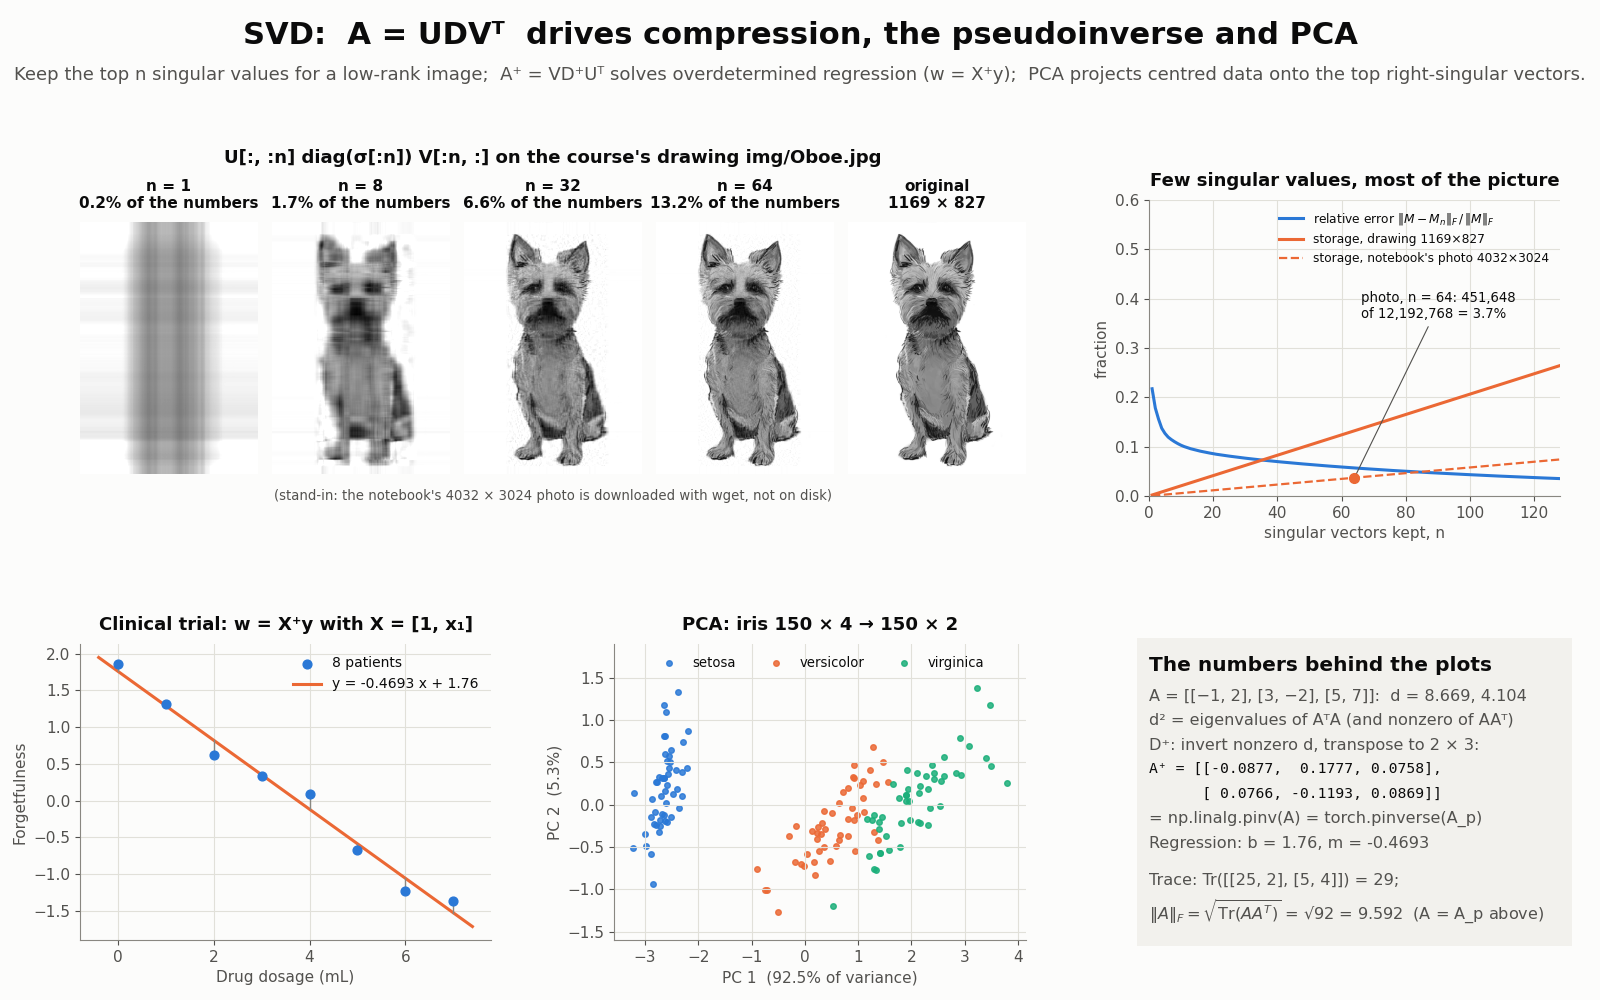 SVD:  A = UDVᵀ  drives compression, the pseudoinverse and PCA
Keep the top n singular values for a low-rank image;  A⁺ = VD⁺Uᵀ solves overdetermined regression (w = X⁺y);  PCA projects centred data onto the top right-singular vectors.
U[:, :n] diag(σ[:n]) V[:n, :] on the course's drawing img/Oboe.jpg
n = 1
0.2% of the numbers
n = 8
1.7% of the numbers
n = 32
6.6% of the numbers
n = 64
13.2% of the numbers
original
1169 × 827
(stand-in: the notebook's 4032 × 3024 photo is downloaded with wget, not on disk)
Few singular values, most of the picture
relative error ‖M − Mₙ‖F / ‖M‖F
storage, drawing 1169×827
storage, notebook's photo 4032×3024
photo, n = 64: 451,648
of 12,192,768 = 3.7%
fraction
0.6
0.5
0.4
0.3
0.2
0.1
0.0
0 20 40 60 80 100 120
singular vectors kept, n
Clinical trial: w = X⁺y with X = [1, x₁]
8 patients
y = -0.4693 x + 1.76
Forgetfulness
2.0
1.5
1.0
0.5
0.0
−0.5
−1.0
−1.5
0 2 4 6
Drug dosage (mL)
PCA: iris 150 × 4 → 150 × 2
setosa versicolor virginica
PC 2  (5.3%)
1.5
1.0
0.5
0.0
−0.5
−1.0
−1.5
−3 −2 −1 0 1 2 3 4
PC 1  (92.5% of variance)
The numbers behind the plots
A = [[−1, 2], [3, −2], [5, 7]]:  d = 8.669, 4.104
d² = eigenvalues of AᵀA (and nonzero of AAᵀ)
D⁺: invert nonzero d, transpose to 2 × 3:
A⁺ = [[-0.0877,  0.1777, 0.0758],
[ 0.0766, -0.1193, 0.0869]]
= np.linalg.pinv(A) = torch.pinverse(A_p)
Regression: b = 1.76, m = -0.4693
Trace: Tr([[25, 2], [5, 4]]) = 29;
‖A‖F = √Tr(AAᵀ) = √92 = 9.592  (A = A_p above)